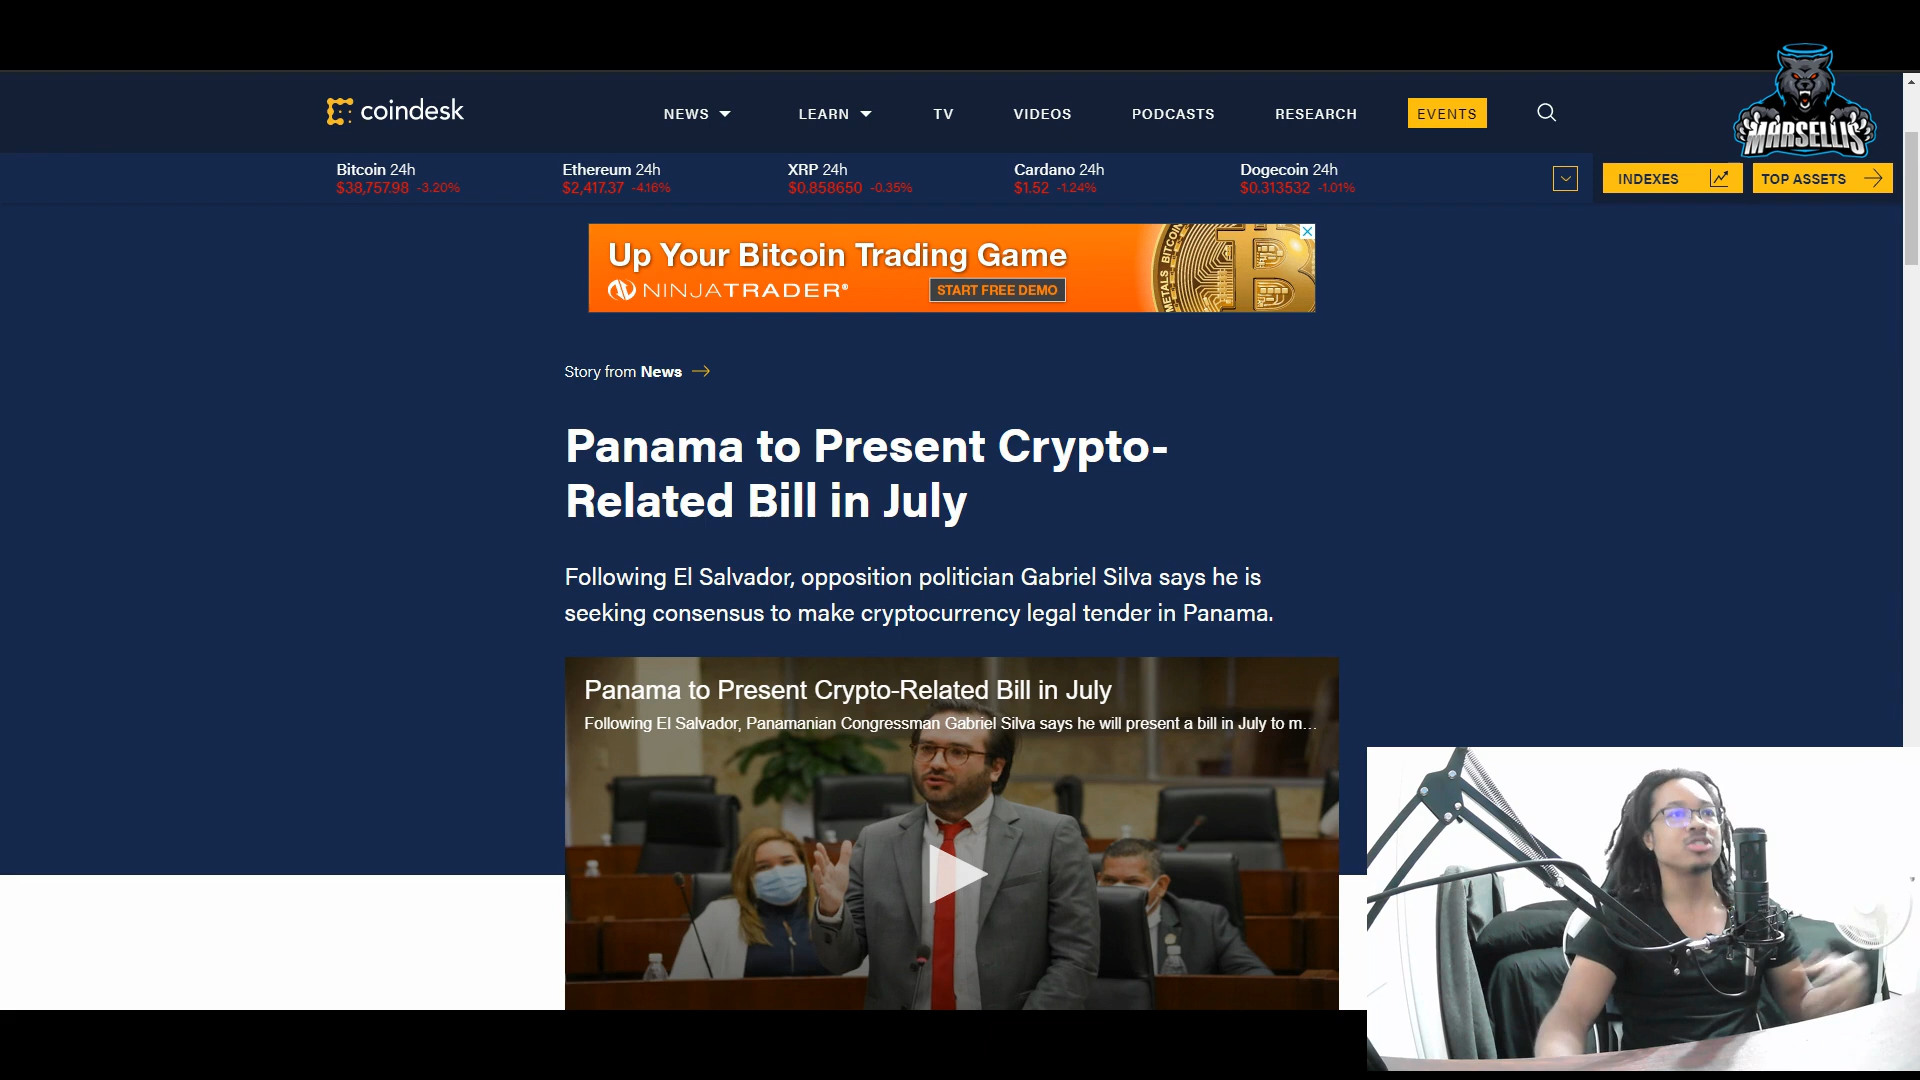 MARSELLIS
coindesk
NEWS
LEARN
TV
VIDEOS
PODCASTS
RESEARCH
EVENTS
Bitcoin 24h
$38,757.98 -3.20%
Ethereum 24h
$2,417.37 -4.16%
XRP 24h
$0.858650 -0.35%
Cardano 24h
$1.52 -1.24%
Dogecoin 24h
$0.313532 -1.01%
INDEXES
TOP ASSETS
Up Your Bitcoin Trading Game
NINJATRADER®
START FREE DEMO
METALS BITCOIN
Story from News
Panama to Present Crypto-
Related Bill in July
Following El Salvador, opposition politician Gabriel Silva says he is
seeking consensus to make cryptocurrency legal tender in Panama.
Panama to Present Crypto-Related Bill in July
Following El Salvador, Panamanian Congressman Gabriel Silva says he will present a bill in July to m...